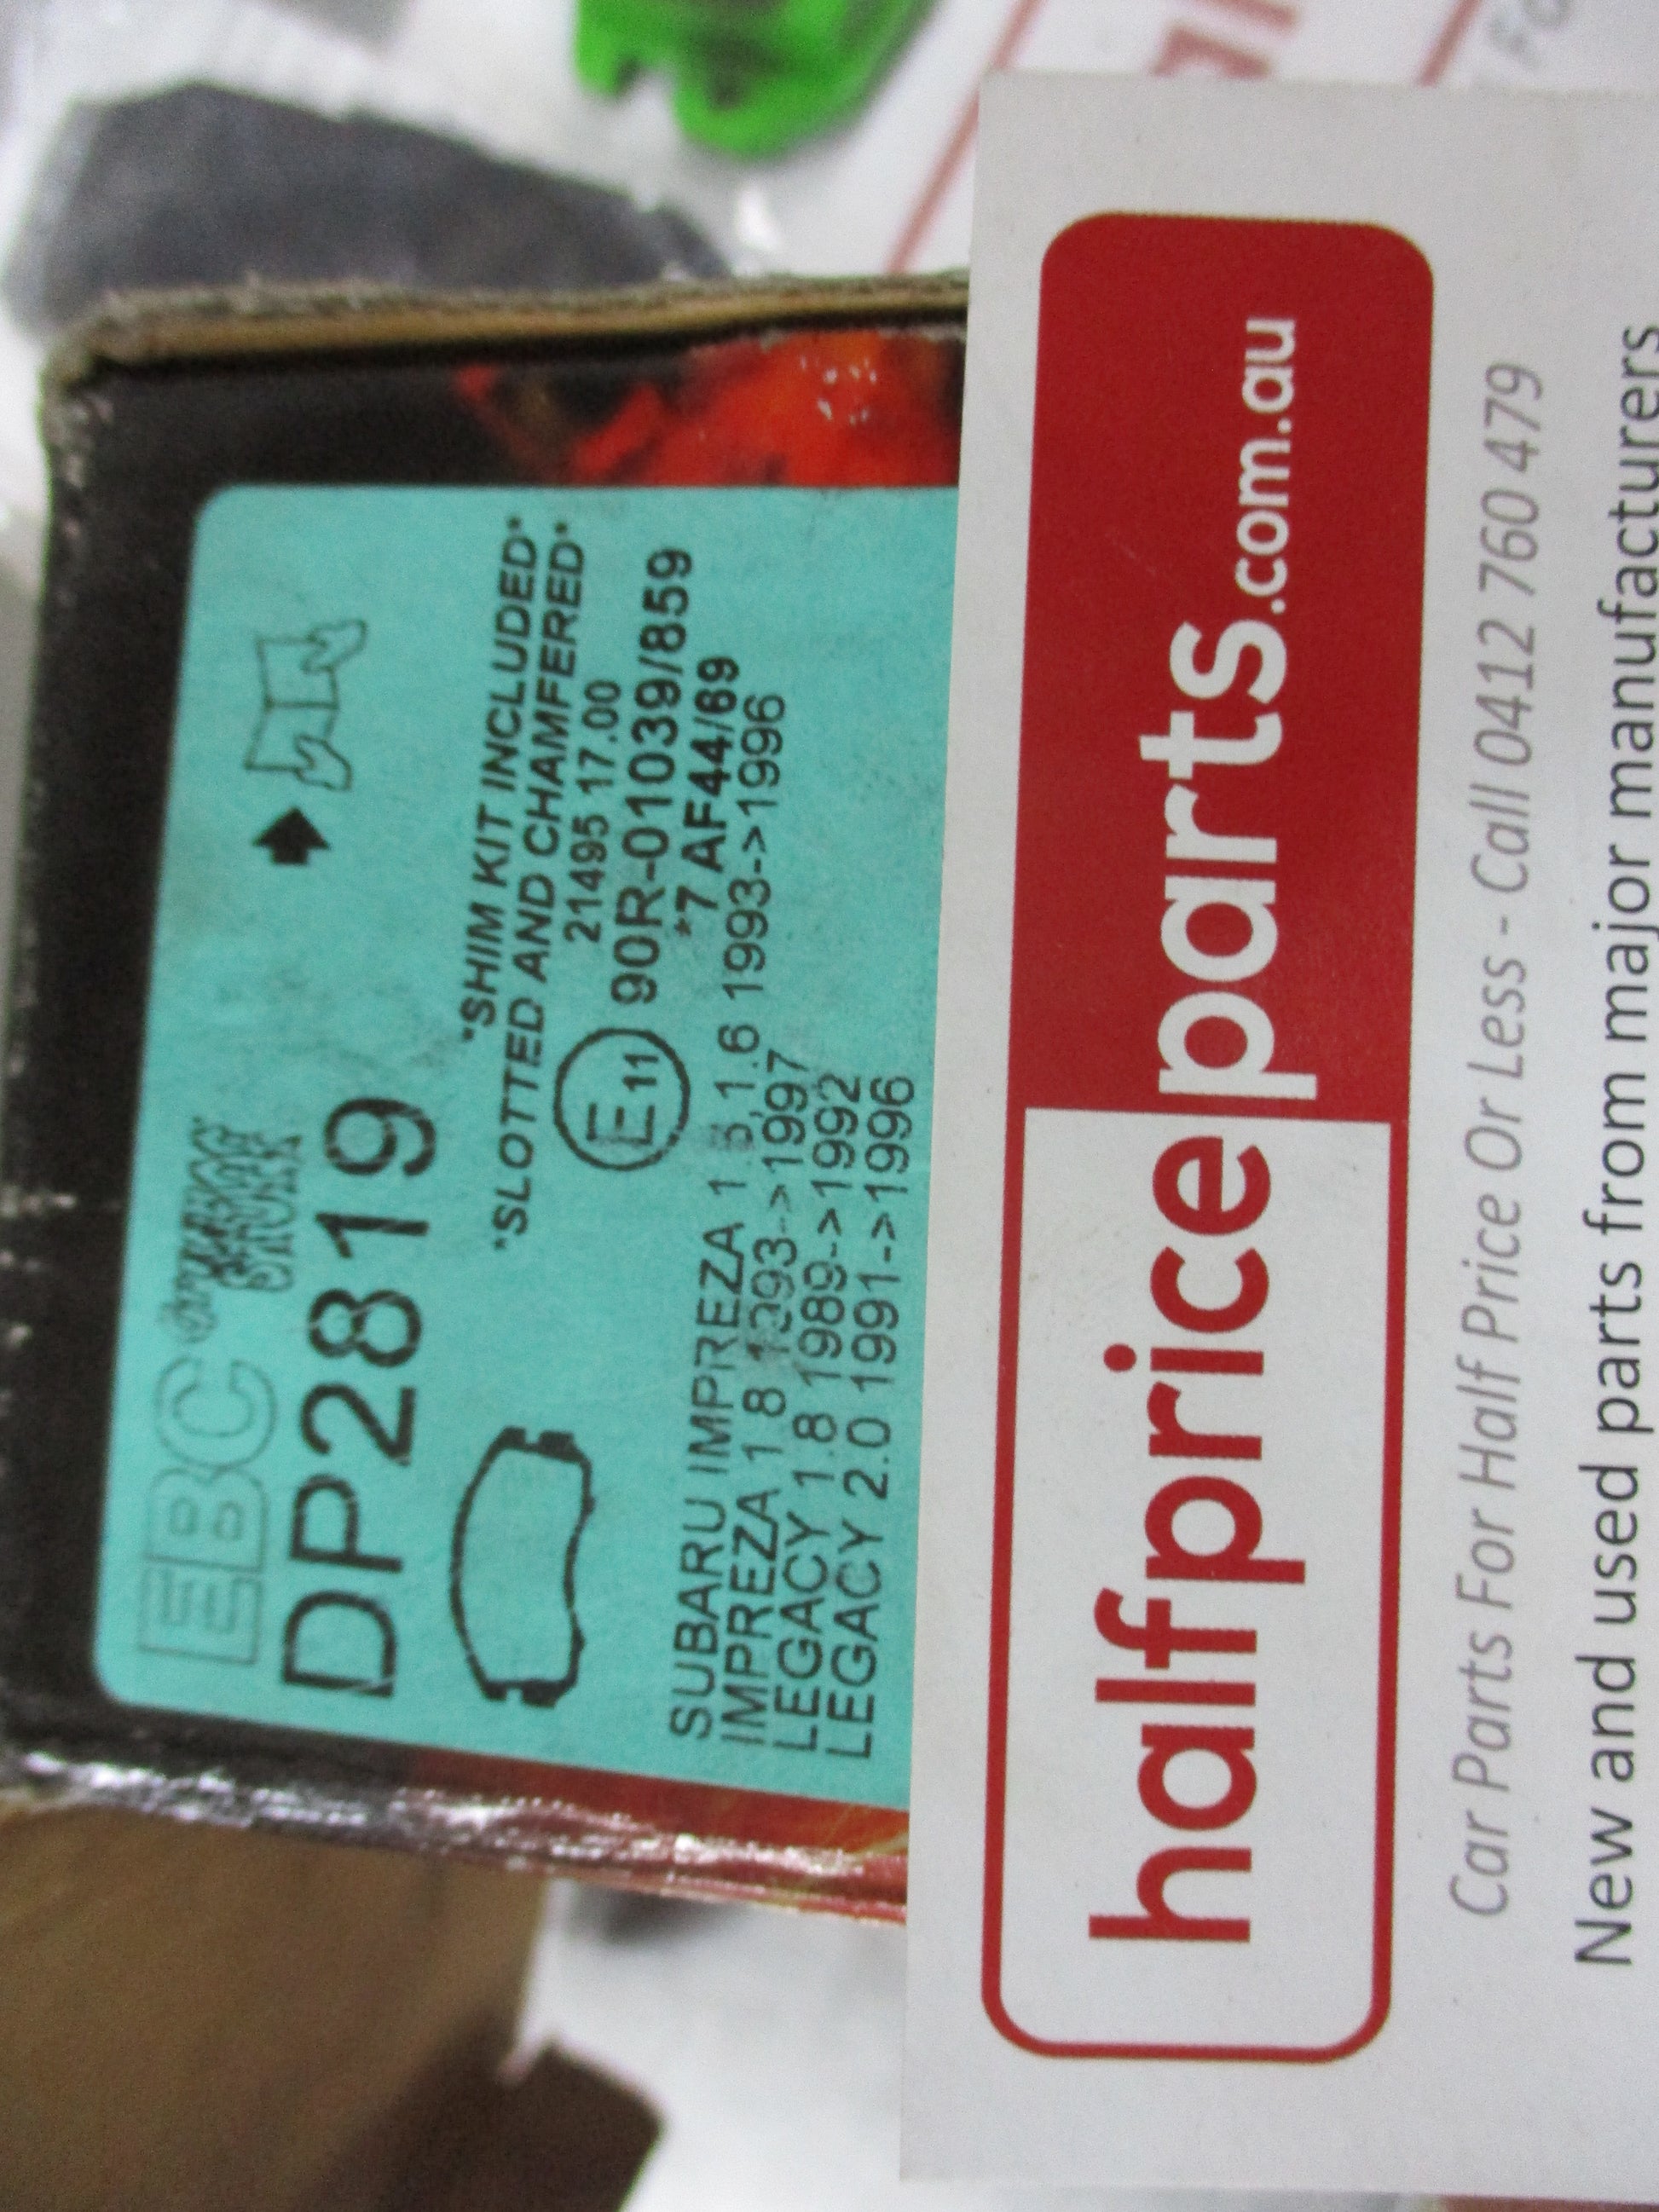 EBC
DP2819
*SHIM KIT INCLUDED*
*SLOTTED AND CHAMFERED*
21495 17.00
E11 90R-01039/859
*7 AF44/69
SUBARU IMPREZA 1.5,1.6 1993->1996
IMPREZA 1 8 1993->1997
LEGACY 1.8 1989->1992
LEGACY 2.0 1991->1996
halfpriceparts.com.au
Car Parts For Half Price Or Less - Call 0412 760 479
New and used parts from major manufacturers